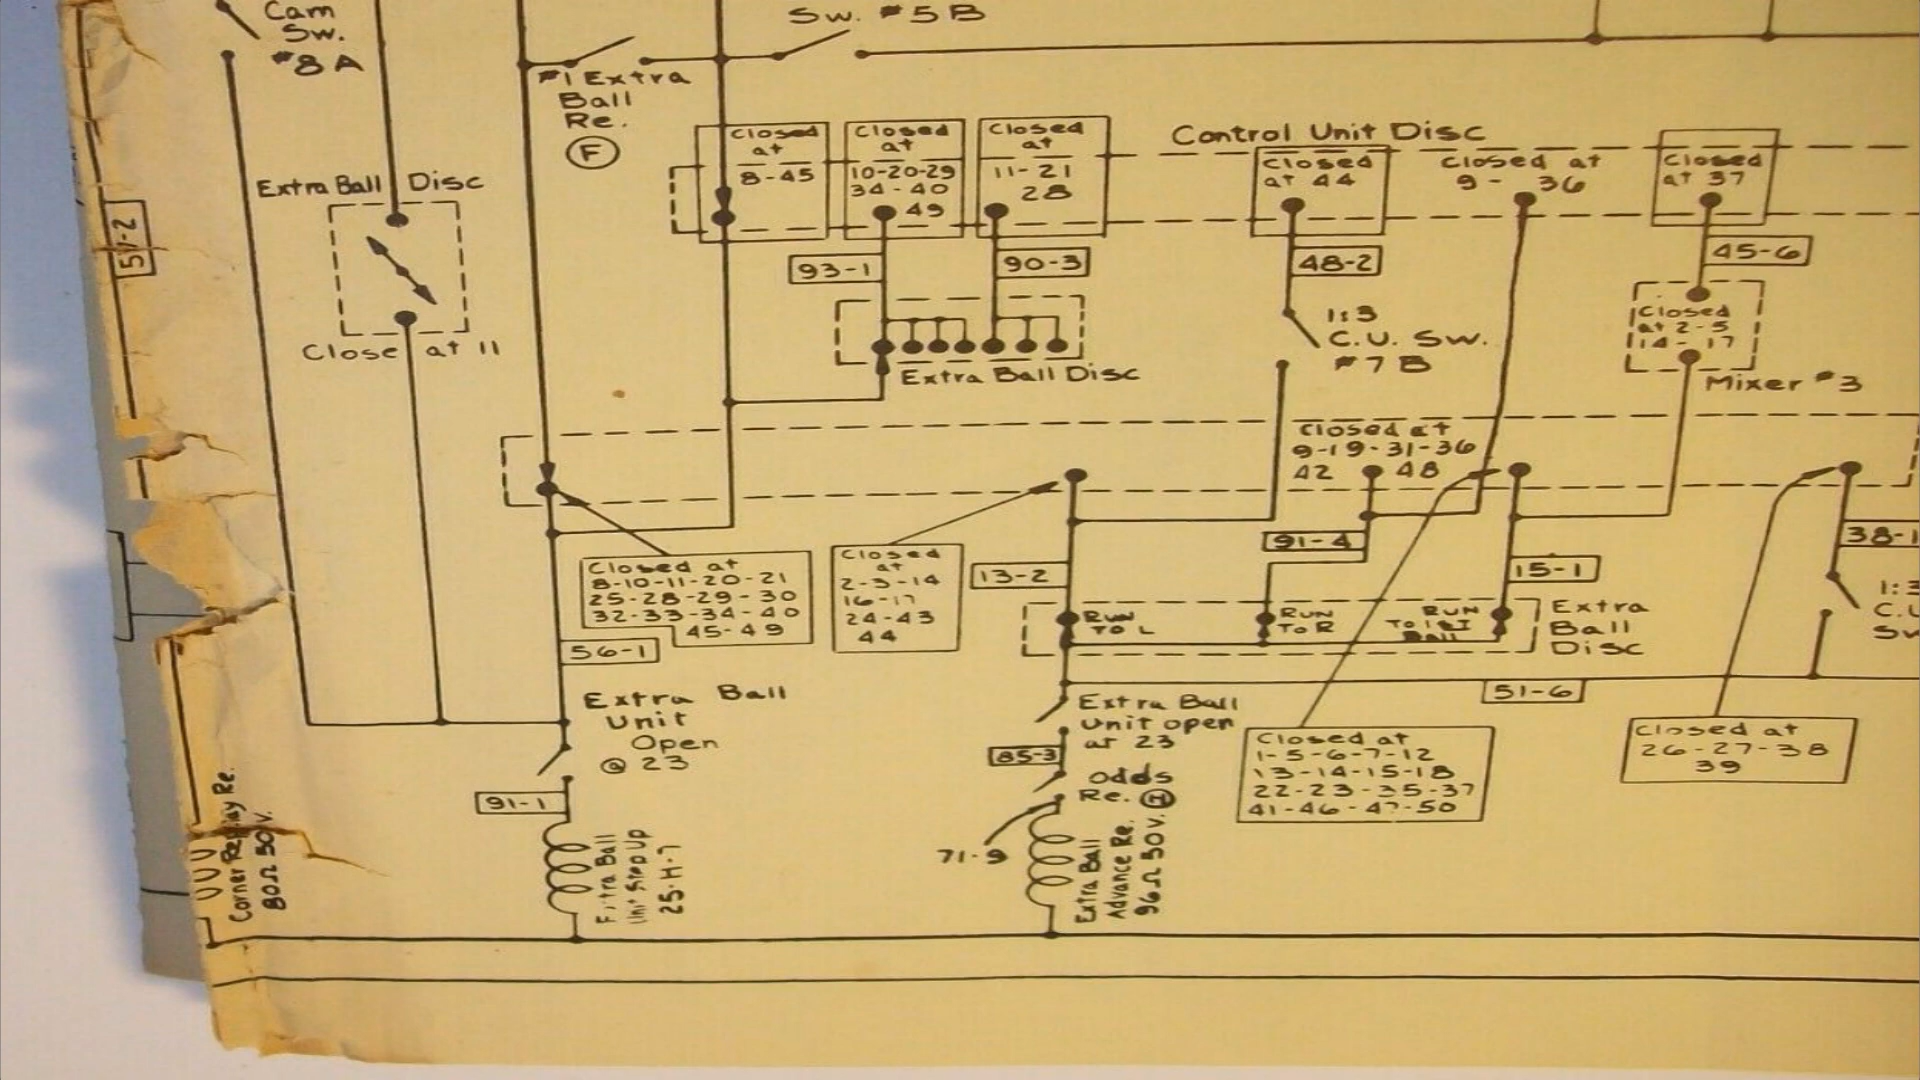 Cam
Sw.
#8A
Sw. #5B
#1 Extra
Ball
Re.
F
Extra Ball Disc
Close at 11
51-2
Closed
at
8-45
Closed
at
10-20-29
34-40
49
Closed
at
11-21
28
Control Unit Disc
Closed
at 44
Closed at
9- 36
Closed
at 37
93-1
90-3
48-2
45-6
Extra Ball Disc
1:3
C.U. Sw.
#7B
Closed
at 2-5
14-17
Mixer #3
Closed at
9-19-31-36
42 48
Closed at
8-10-11-20-21
25-28-29-30
32-33-34-40
45-49
Closed
at
2-3-14
16-17
24-43
44
13-2
91-4
15-1
38-1
1:3
C.U
Sw
RUN
TO L
RUN
TO R
RUN
BALL
Extra
Ball
Disc
56-1
51-6
Extra Ball
Unit
Open
@ 23
91-1
Extra Ball
Unit Step Up
25-H-7
Extra Ball
Unit open
at 23
85-3
Odds
Re. H
71-9
Extra Ball
Advance Re.
96Ω 50V.
Closed at
1-5-6-7-12
13-14-15-18
22-23-35-37
41-46-47-50
Closed at
26-27-38
39
Corner Replay Re.
80Ω 50V.